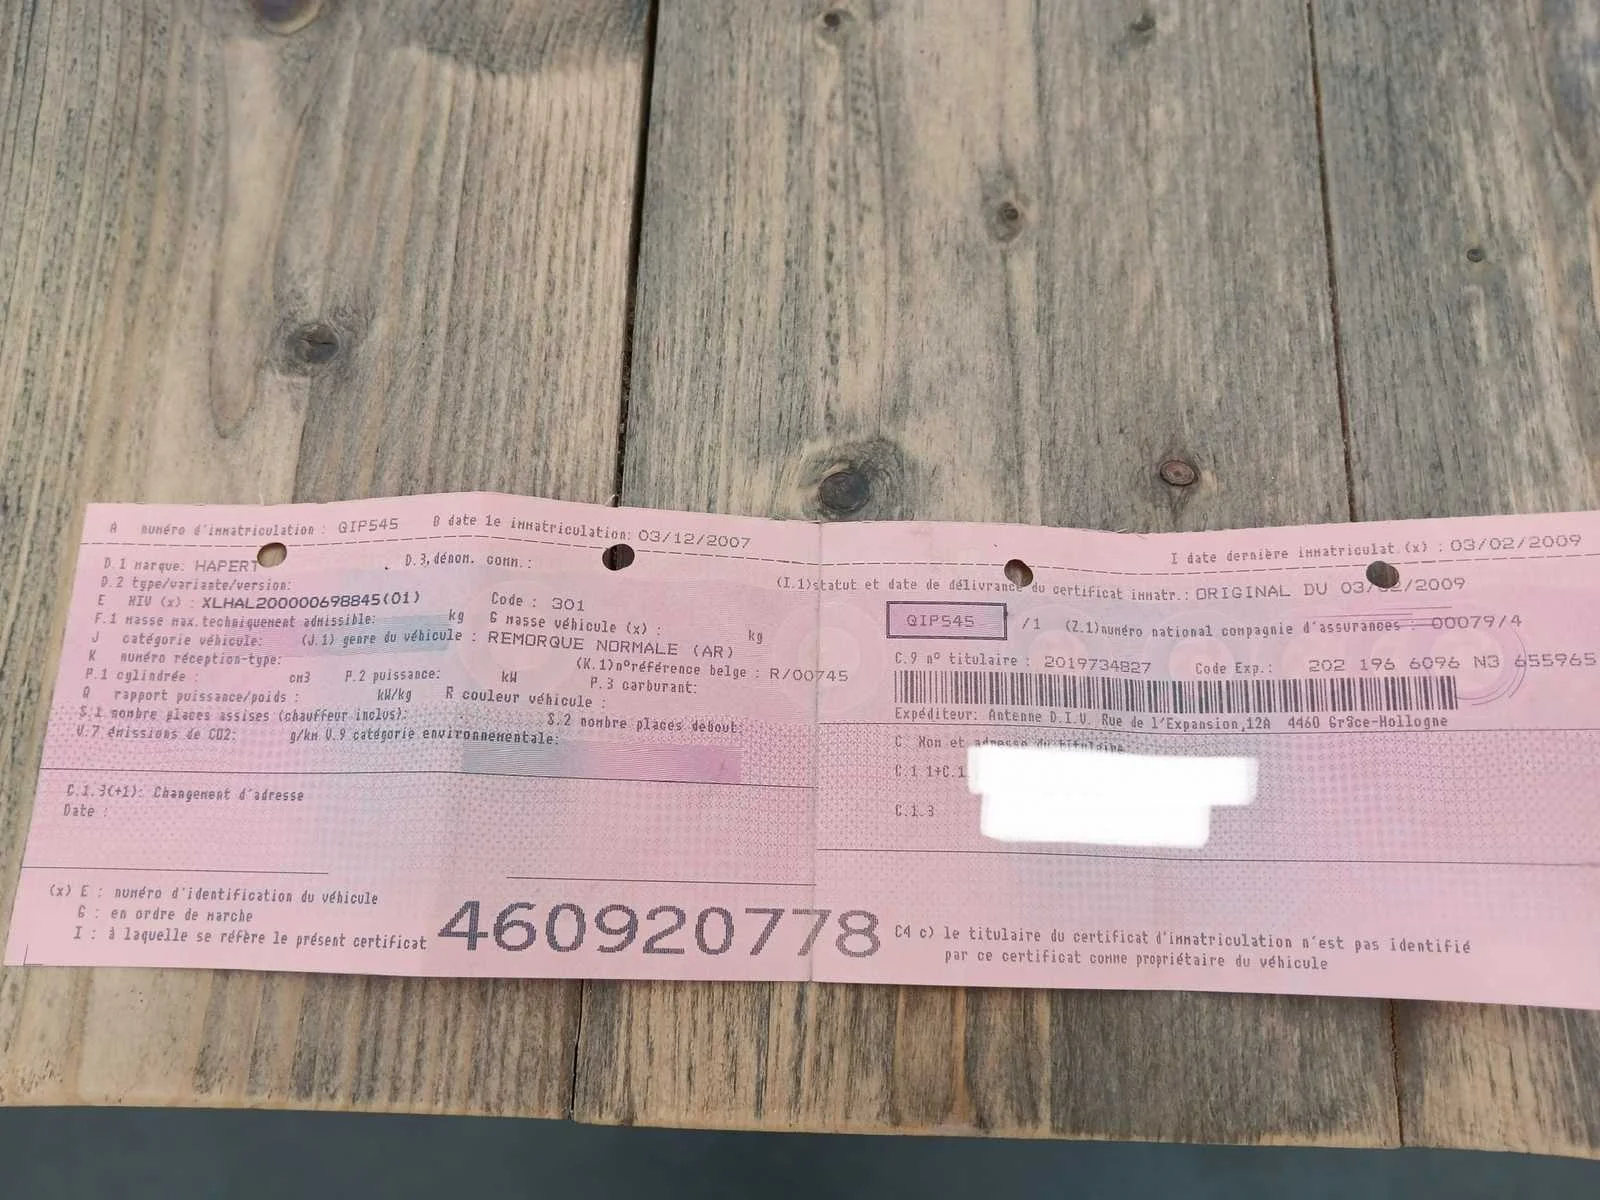 A numéro d'immatriculation : QIP545 B date 1e immatriculation: 03/12/2007
D.1 marque: HAPERT D.3, dénom. comm.:
D.2 type/variante/version:
E NIV (x) : XLHAL200000698845(01) Code : 301
F.1 masse max. techniquement admissible: kg G masse véhicule (x) : kg
J catégorie véhicule: (J.1) genre du véhicule : REMORQUE NORMALE (AR)
K numéro réception-type: (K.1)n°référence belge : R/00745
P.1 cylindrée : cm3 P.2 puissance: kW P.3 carburant:
Q rapport puissance/poids : kW/kg R couleur véhicule :
S.1 nombre places assises (chauffeur inclus): S.2 nombre places debout:
V.7 émissions de CO2: g/km V.9 catégorie environnementale:
C.1.3(+1): Changement d'adresse
Date :
(x) E : numéro d'identification du véhicule
G : en ordre de marche
I : à laquelle se réfère le présent certificat
460920778
I date dernière immatriculat.(x) : 03/02/2009
(I.1)statut et date de délivrance du certificat immatr.: ORIGINAL DU 03/02/2009
QIP545 /1 (Z.1)numéro national compagnie d'assurances : 00079/4
C.9 n° titulaire : 2019734827 Code Exp.: 202 196 6096 N3 655965
Expéditeur: Antenne D.I.V. Rue de l'Expansion,12A 4460 Gr3ce-Hollogne
C Nom et adresse du titulaire
C.1 1+C.1
C.1.3
C4 c) le titulaire du certificat d'immatriculation n'est pas identifié
par ce certificat comme propriétaire du véhicule